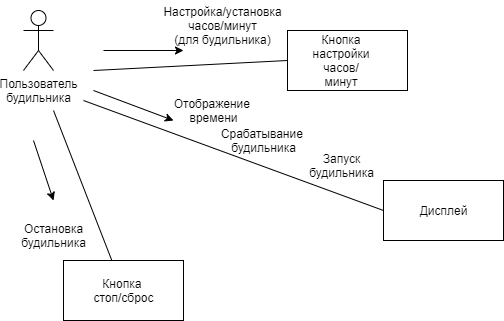 Настройка/установка
часов/минут
(для будильника)
Кнопка
настройки
часов/
минут
Пользователь
будильника
Отображение
времени
Срабатывание
будильника
Запуск
будильника
Дисплей
Остановка
будильника
Кнопка
стоп/сброс